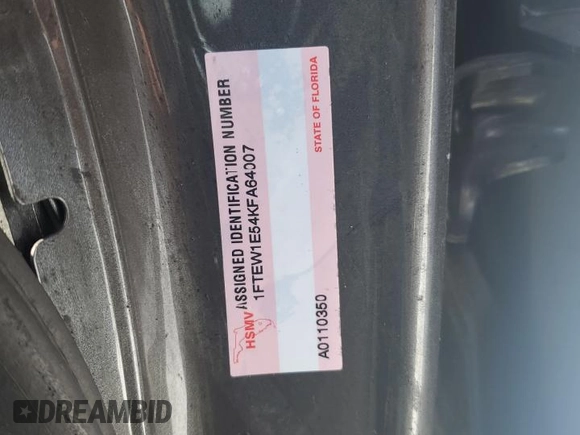 HSMV ASSIGNED IDENTIFICATION NUMBER
1FTEW1E54KFA64007
STATE OF FLORIDA
A0110350
DREAMBID